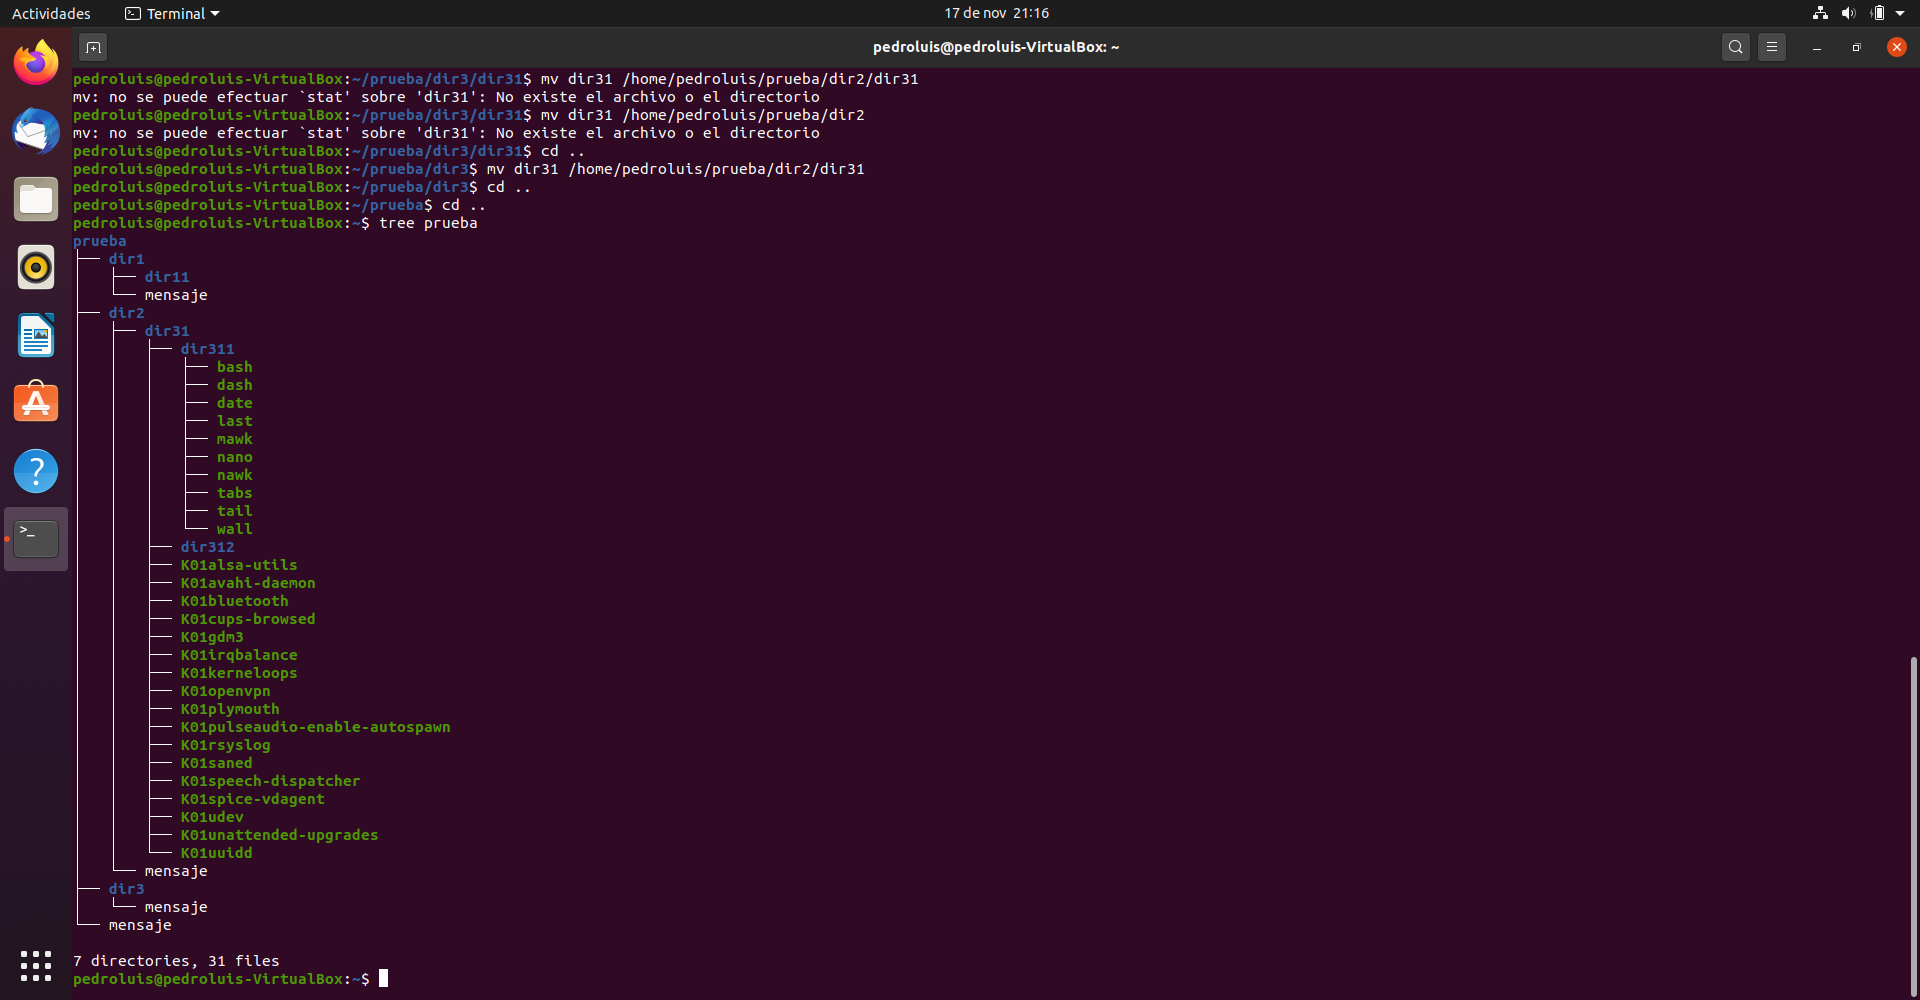 Actividades Terminal 17 de nov 21:16
pedroluis@pedroluis-VirtualBox: ~
pedroluis@pedroluis-VirtualBox:~/prueba/dir3/dir31$ mv dir31 /home/pedroluis/prueba/dir2/dir31
mv: no se puede efectuar `stat' sobre 'dir31': No existe el archivo o el directorio
pedroluis@pedroluis-VirtualBox:~/prueba/dir3/dir31$ mv dir31 /home/pedroluis/prueba/dir2
mv: no se puede efectuar `stat' sobre 'dir31': No existe el archivo o el directorio
pedroluis@pedroluis-VirtualBox:~/prueba/dir3/dir31$ cd ..
pedroluis@pedroluis-VirtualBox:~/prueba/dir3$ mv dir31 /home/pedroluis/prueba/dir2/dir31
pedroluis@pedroluis-VirtualBox:~/prueba/dir3$ cd ..
pedroluis@pedroluis-VirtualBox:~/prueba$ cd ..
pedroluis@pedroluis-VirtualBox:~$ tree prueba
prueba
├── dir1
│   ├── dir11
│   └── mensaje
├── dir2
│   ├── dir31
│   │   ├── dir311
│   │   │   ├── bash
│   │   │   ├── dash
│   │   │   ├── date
│   │   │   ├── last
│   │   │   ├── mawk
│   │   │   ├── nano
│   │   │   ├── nawk
│   │   │   ├── tabs
│   │   │   ├── tail
│   │   │   └── wall
│   │   ├── dir312
│   │   ├── K01alsa-utils
│   │   ├── K01avahi-daemon
│   │   ├── K01bluetooth
│   │   ├── K01cups-browsed
│   │   ├── K01gdm3
│   │   ├── K01irqbalance
│   │   ├── K01kerneloops
│   │   ├── K01openvpn
│   │   ├── K01plymouth
│   │   ├── K01pulseaudio-enable-autospawn
│   │   ├── K01rsyslog
│   │   ├── K01saned
│   │   ├── K01speech-dispatcher
│   │   ├── K01spice-vdagent
│   │   ├── K01udev
│   │   ├── K01unattended-upgrades
│   │   └── K01uuidd
│   └── mensaje
├── dir3
│   └── mensaje
└── mensaje
7 directories, 31 files
pedroluis@pedroluis-VirtualBox:~$